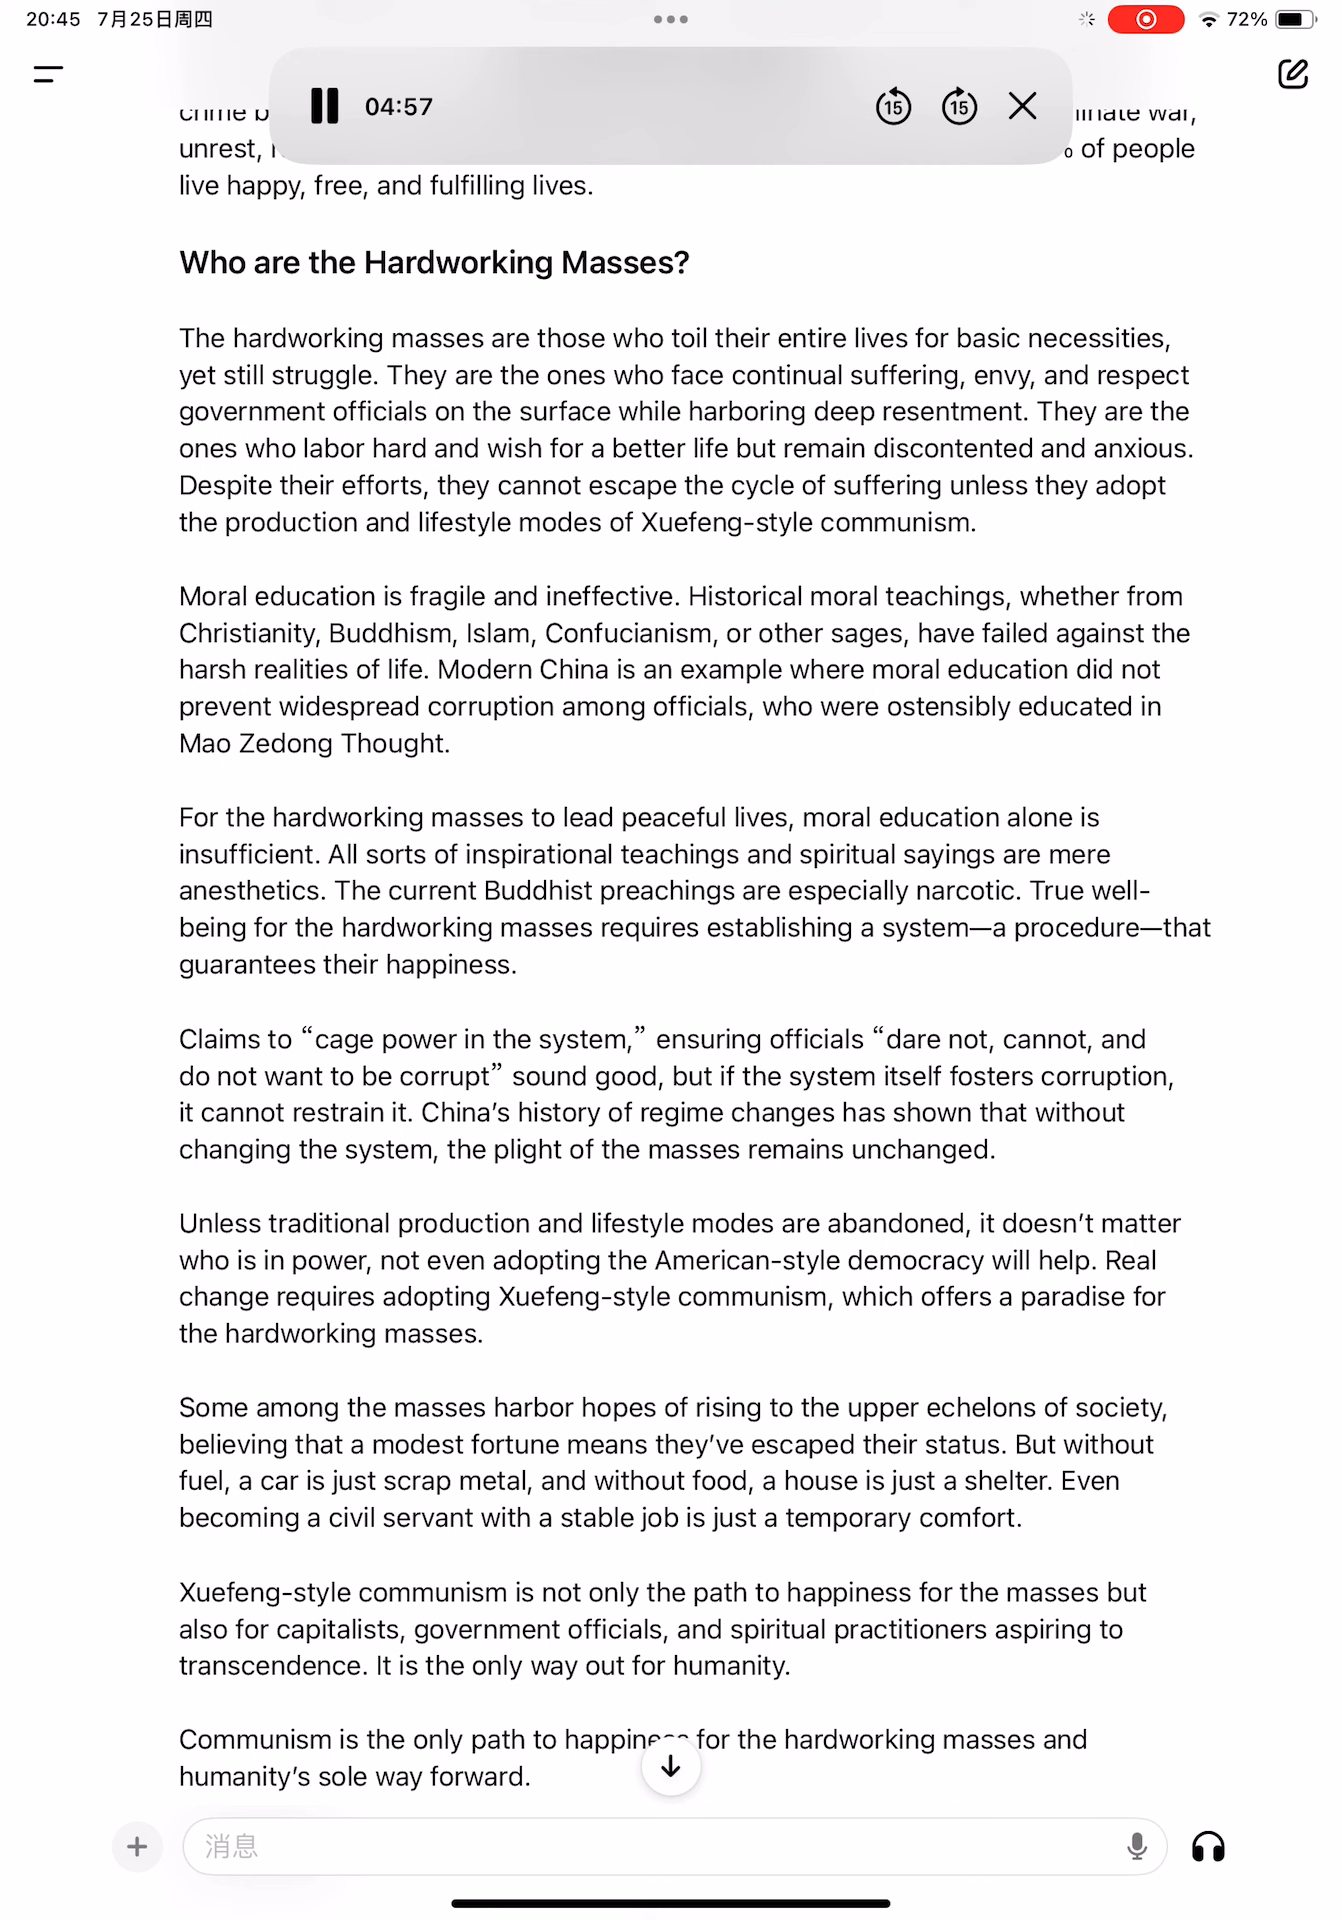 20:45 7月25日周四
72%
04:57
15
15
unrest,
of people
live happy, free, and fulfilling lives.
Who are the Hardworking Masses?
The hardworking masses are those who toil their entire lives for basic necessities,
yet still struggle. They are the ones who face continual suffering, envy, and respect
government officials on the surface while harboring deep resentment. They are the
ones who labor hard and wish for a better life but remain discontented and anxious.
Despite their efforts, they cannot escape the cycle of suffering unless they adopt
the production and lifestyle modes of Xuefeng-style communism.
Moral education is fragile and ineffective. Historical moral teachings, whether from
Christianity, Buddhism, Islam, Confucianism, or other sages, have failed against the
harsh realities of life. Modern China is an example where moral education did not
prevent widespread corruption among officials, who were ostensibly educated in
Mao Zedong Thought.
For the hardworking masses to lead peaceful lives, moral education alone is
insufficient. All sorts of inspirational teachings and spiritual sayings are mere
anesthetics. The current Buddhist preachings are especially narcotic. True well-
being for the hardworking masses requires establishing a system—a procedure—that
guarantees their happiness.
Claims to “cage power in the system,” ensuring officials “dare not, cannot, and
do not want to be corrupt” sound good, but if the system itself fosters corruption,
it cannot restrain it. China’s history of regime changes has shown that without
changing the system, the plight of the masses remains unchanged.
Unless traditional production and lifestyle modes are abandoned, it doesn’t matter
who is in power, not even adopting the American-style democracy will help. Real
change requires adopting Xuefeng-style communism, which offers a paradise for
the hardworking masses.
Some among the masses harbor hopes of rising to the upper echelons of society,
believing that a modest fortune means they’ve escaped their status. But without
fuel, a car is just scrap metal, and without food, a house is just a shelter. Even
becoming a civil servant with a stable job is just a temporary comfort.
Xuefeng-style communism is not only the path to happiness for the masses but
also for capitalists, government officials, and spiritual practitioners aspiring to
transcendence. It is the only way out for humanity.
Communism is the only path to happiness for the hardworking masses and
humanity’s sole way forward.
消息